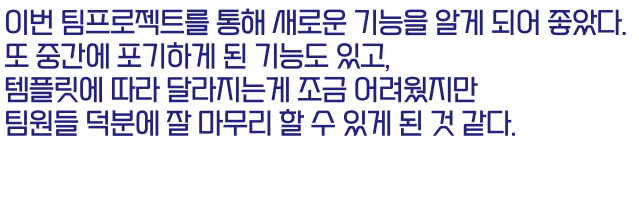 이번 팀프로젝트를 통해 새로운 기능을 알게 되어 좋았다.
또 중간에 포기하게 된 기능도 있고,
템플릿에 따라 달라지는게 조금 어려웠지만
팀원들 덕분에 잘 마무리 할 수 있게 된 것 같다.